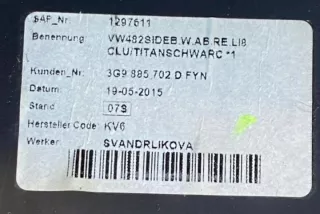 SAP_Nr: 1297611
Benennung: VW482SIDEB.W.AB.RE.LI8
CLU/TITANSCHWARC *1
Kunden_Nr: 3G9 885 702 D FYN
Datum: 19-05-2015
Stand: 07S
Hersteller Code: KV6
Werker: SVANDRLIKOVA